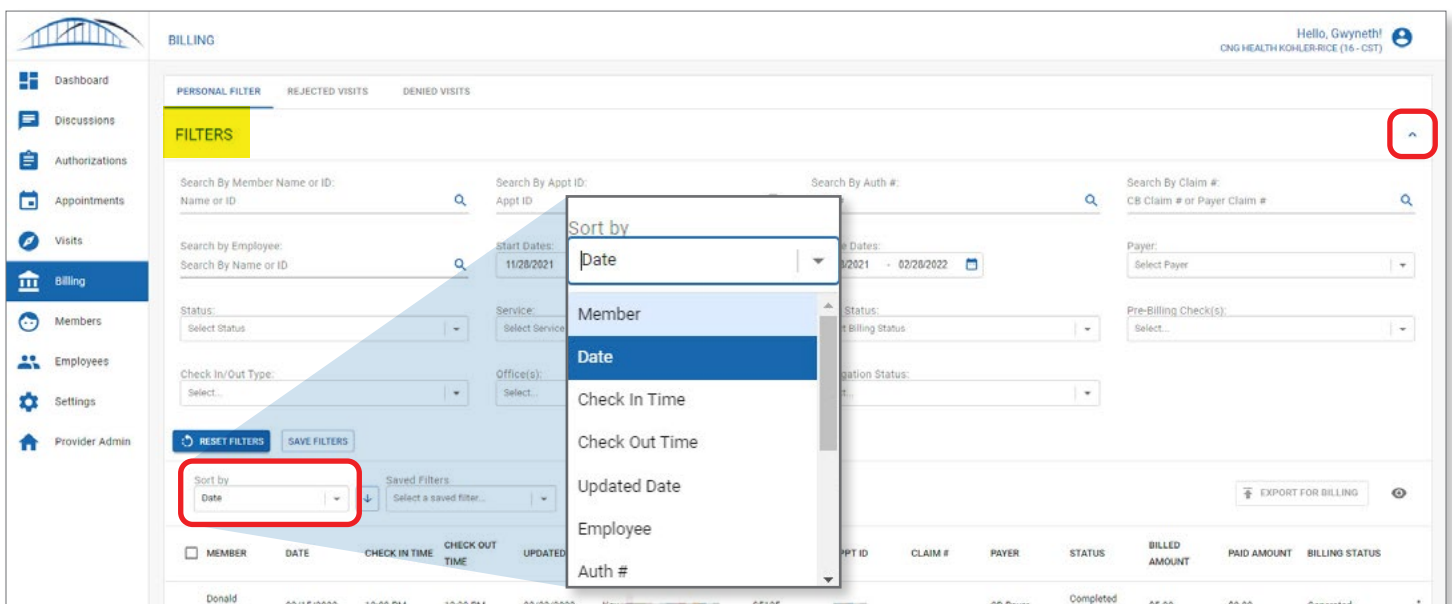 BILLING
Hello, Gwyneth!
CNG HEALTH KOHLER-RICE (16 - CST)
Dashboard
Discussions
Authorizations
Appointments
Visits
Billing
Members
Employees
Settings
Provider Admin
PERSONAL FILTER REJECTED VISITS DENIED VISITS
FILTERS
Search By Member Name or ID: Search By Appt ID: Search By Auth #: Search By Claim #:
Name or ID Appt ID CB Claim # or Payer Claim #
Search by Employee: Start Dates: Dates: Payer:
Search By Name or ID 11/28/2021 - 02/28/2022 Select Payer
Status: Service: Status: Pre-Billing Check(s):
Select Status Select Service Billing Status Select...
Check In/Out Type: Office(s): Status:
Select... Select...
RESET FILTERS SAVE FILTERS
Sort by Saved Filters
Date Select a saved filter... EXPORT FOR BILLING
Sort by
Date
Member
Date
Check In Time
Check Out Time
Updated Date
Employee
Auth #
MEMBER DATE CHECK IN TIME CHECK OUT TIME UPDATED CLAIM # PAYER STATUS BILLED AMOUNT PAID AMOUNT BILLING STATUS
Donald Completed